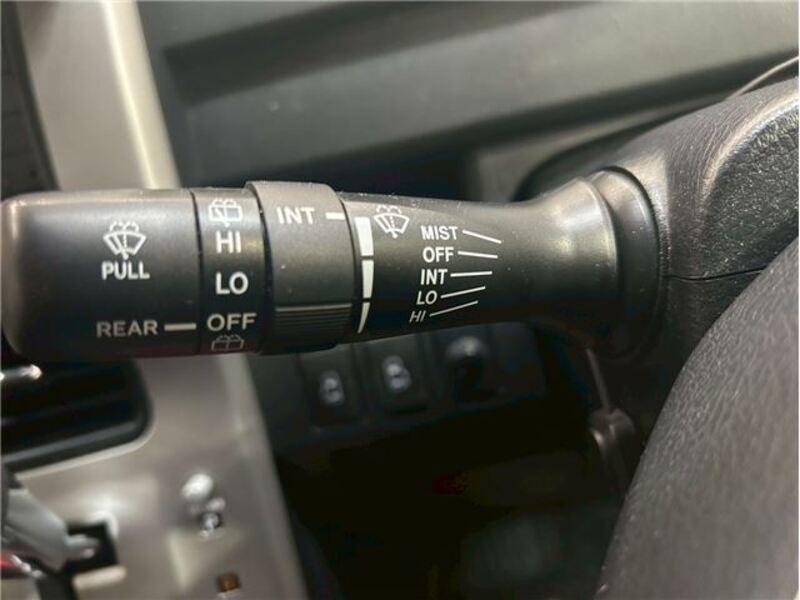 PULL
REAR
HI
LO
OFF
INT
MIST
OFF
INT
LO
HI